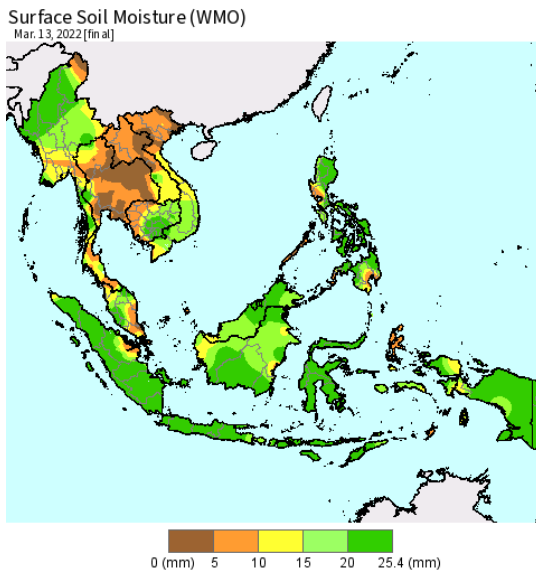 Surface Soil Moisture (WMO)
Mar. 13, 2022 [final]
0 (mm) 5 10 15 20 25.4 (mm)